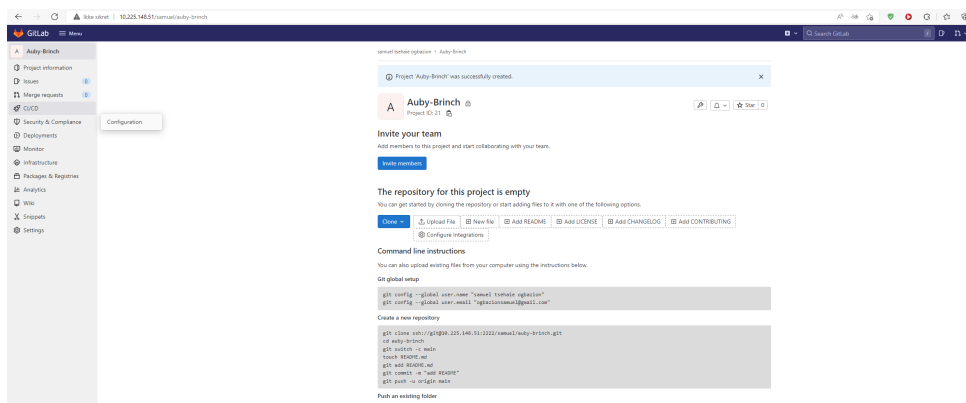 Ikke sikret | 10.225.148.51/samuel/auby-brinch
GitLab Menu
Search GitLab
A Auby-Brinch
Project information
Issues 0
Merge requests 0
CI/CD
Security & Compliance
Deployments
Monitor
Infrastructure
Packages & Registries
Analytics
Wiki
Snippets
Settings
Configuration
samuel tsehaie ogbazion > Auby-Brinch
Project 'Auby-Brinch' was successfully created.
A
Auby-Brinch
Project ID: 21
Star 0
Invite your team
Add members to this project and start collaborating with your team.
Invite members
The repository for this project is empty
You can get started by cloning the repository or start adding files to it with one of the following options.
Clone Upload File New file Add README Add LICENSE Add CHANGELOG Add CONTRIBUTING
Configure Integrations
Command line instructions
You can also upload existing files from your computer using the instructions below.
Git global setup
git config --global user.name "samuel tsehaie ogbazion"
git config --global user.email "ogbazionsamuel@gmail.com"
Create a new repository
git clone ssh://git@10.225.148.51:2222/samuel/auby-brinch.git
cd auby-brinch
git switch -c main
touch README.md
git add README.md
git commit -m "add README"
git push -u origin main
Push an existing folder